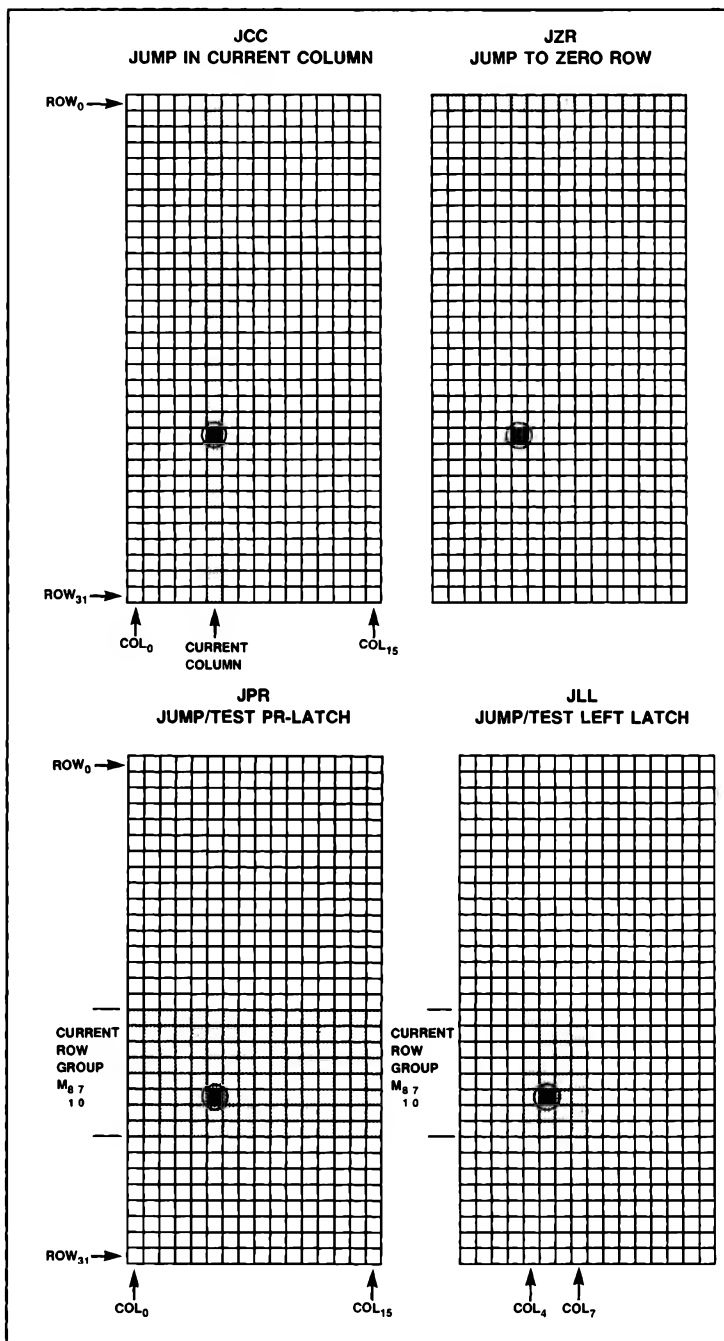 JCC
JUMP IN CURRENT COLUMN
JZR
JUMP TO ZERO ROW
ROW₀
ROW₃₁
COL₀
CURRENT
COLUMN
COL₁₅
JPR
JUMP/TEST PR-LATCH
JLL
JUMP/TEST LEFT LATCH
ROW₀
CURRENT
ROW
GROUP
M₈ ₇
₁ ₀
CURRENT
ROW
GROUP
M₈ ₇
₁ ₀
ROW₃₁
COL₀
COL₁₅
COL₄
COL₇